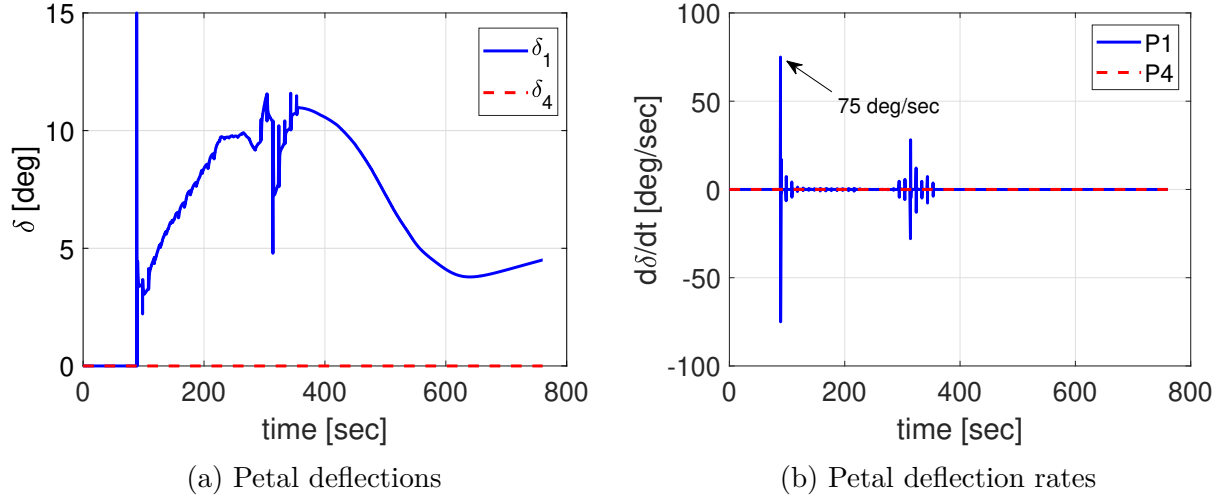 δ [deg]
15
10
5
0
0 200 400 600 800
time [sec]
δ1
δ4
(a) Petal deflections
dδ/dt [deg/sec]
100
50
0
-50
-100
0 200 400 600 800
time [sec]
P1
P4
75 deg/sec
(b) Petal deflection rates